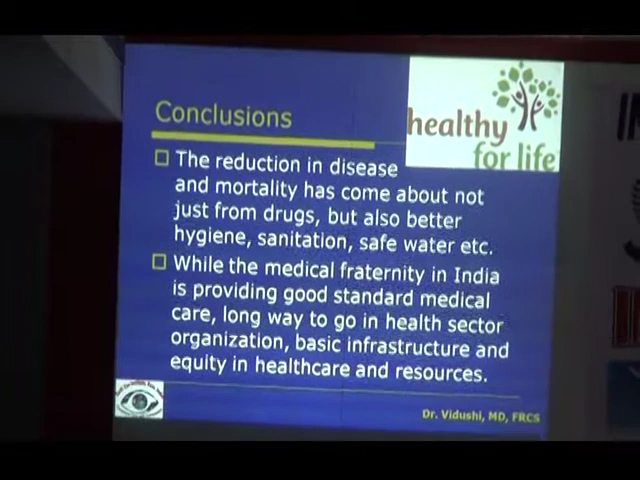 Conclusions
healthy
for life
The reduction in disease
and mortality has come about not
just from drugs, but also better
hygiene, sanitation, safe water etc.
While the medical fraternity in India
is providing good standard medical
care, long way to go in health sector
organization, basic infrastructure and
equity in healthcare and resources.
Dr. Vidushi, MD, FRCS